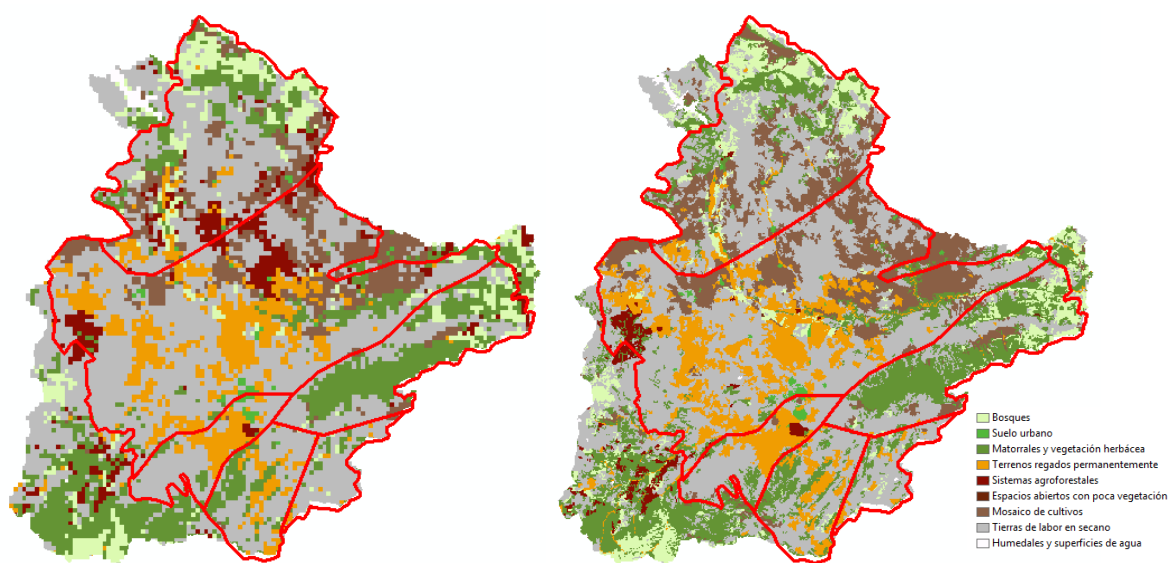 Bosques
Suelo urbano
Matorrales y vegetación herbácea
Terrenos regados permanentemente
Sistemas agroforestales
Espacios abiertos con poca vegetación
Mosaico de cultivos
Tierras de labor en secano
Humedales y superficies de agua